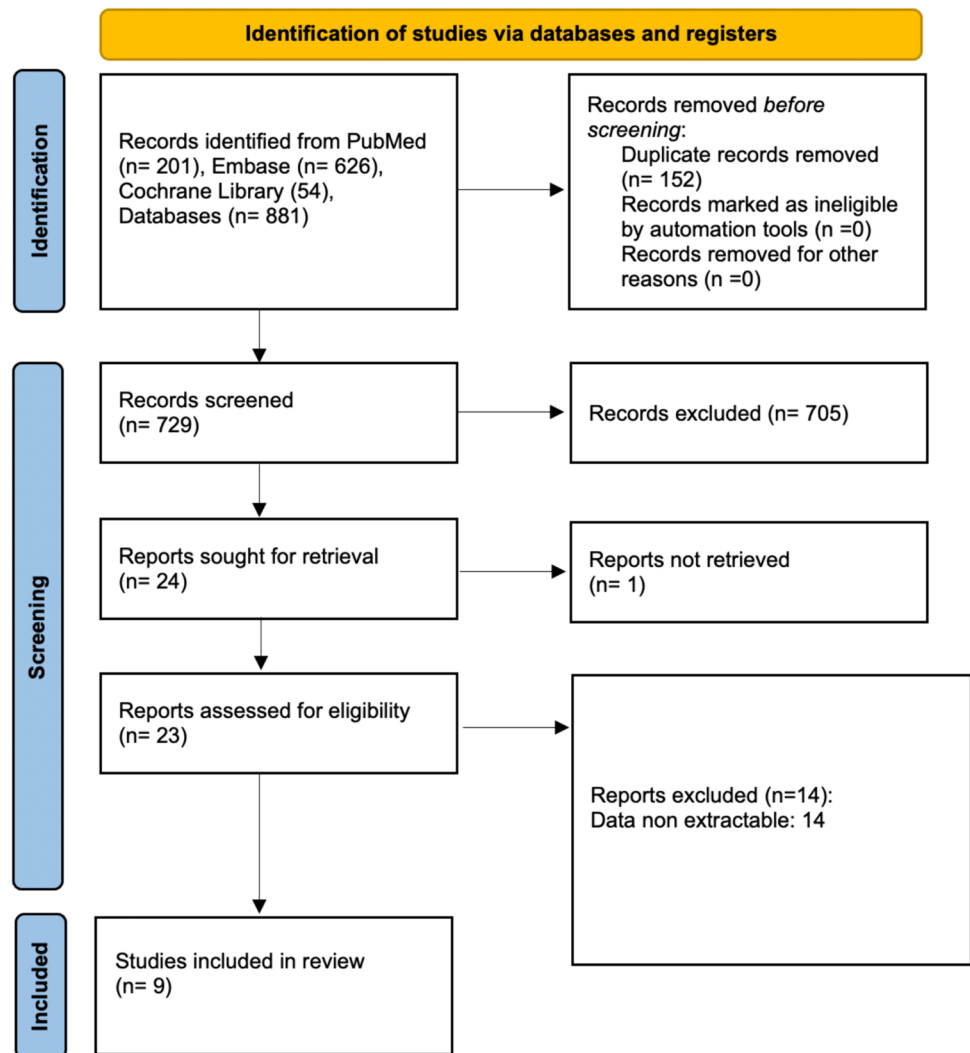 Identification of studies via databases and registers
Identification
Records identified from PubMed
(n= 201), Embase (n= 626),
Cochrane Library (54),
Databases (n= 881)
Records removed before
screening:
Duplicate records removed
(n= 152)
Records marked as ineligible
by automation tools (n =0)
Records removed for other
reasons (n =0)
Screening
Records screened
(n= 729)
Records excluded (n= 705)
Reports sought for retrieval
(n= 24)
Reports not retrieved
(n= 1)
Reports assessed for eligibility
(n= 23)
Reports excluded (n=14):
Data non extractable: 14
Included
Studies included in review
(n= 9)